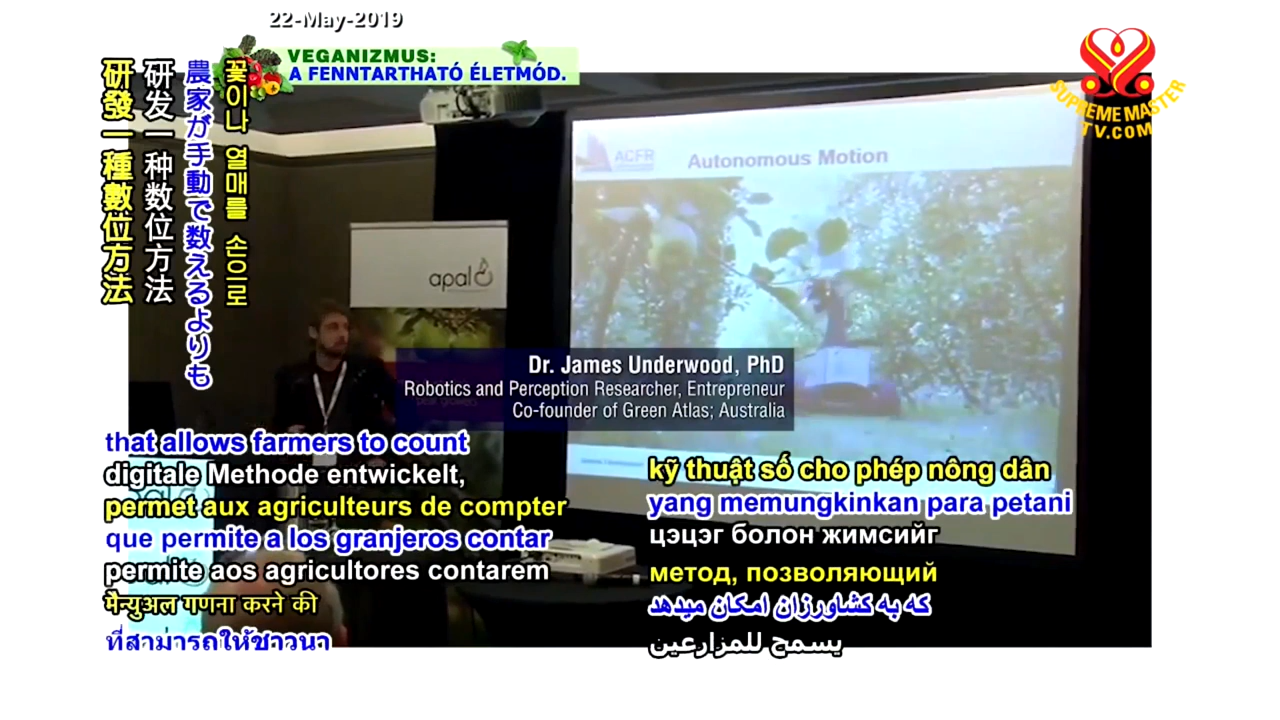 22-May-2019
VEGANIZMUS:
A FENNTARTHATÓ ÉLETMÓD.
SUPREME MASTER
TV.COM
研發一種數位方法
研发一种数位方法
農家が手動で数えるよりも
꽃이나 열매를 손으로
ACFR
Autonomous Motion
apal
Dr. James Underwood, PhD
Robotics and Perception Researcher, Entrepreneur
Co-founder of Green Atlas; Australia
that allows farmers to count
digitale Methode entwickelt,
permet aux agriculteurs de compter
que permite a los granjeros contar
permite aos agricultores contarem
मैन्युअल गणना करने की
ที่สามารถให้ชาวนา
kỹ thuật số cho phép nông dân
yang memungkinkan para petani
цэцэг болон жимсийг
метод, позволяющий
که به کشاورزان امکان میدهد
يسمح للمزارعين